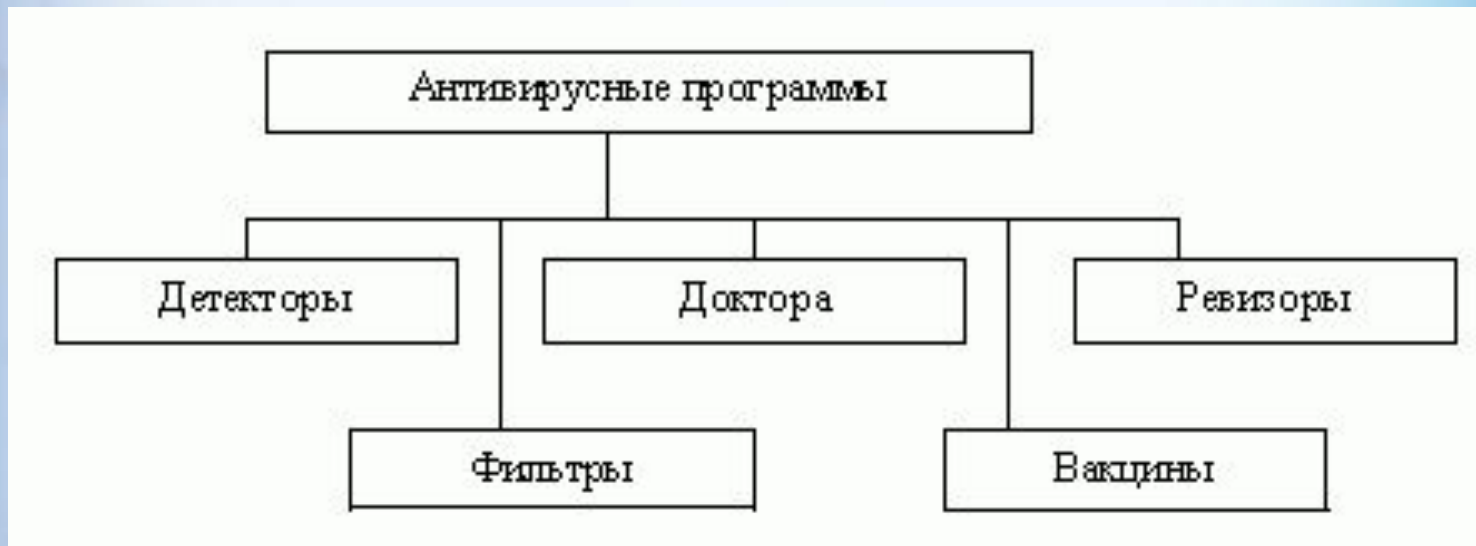 Антивирусные программы
Детекторы
Доктора
Ревизоры
Фильтры
Вакцины